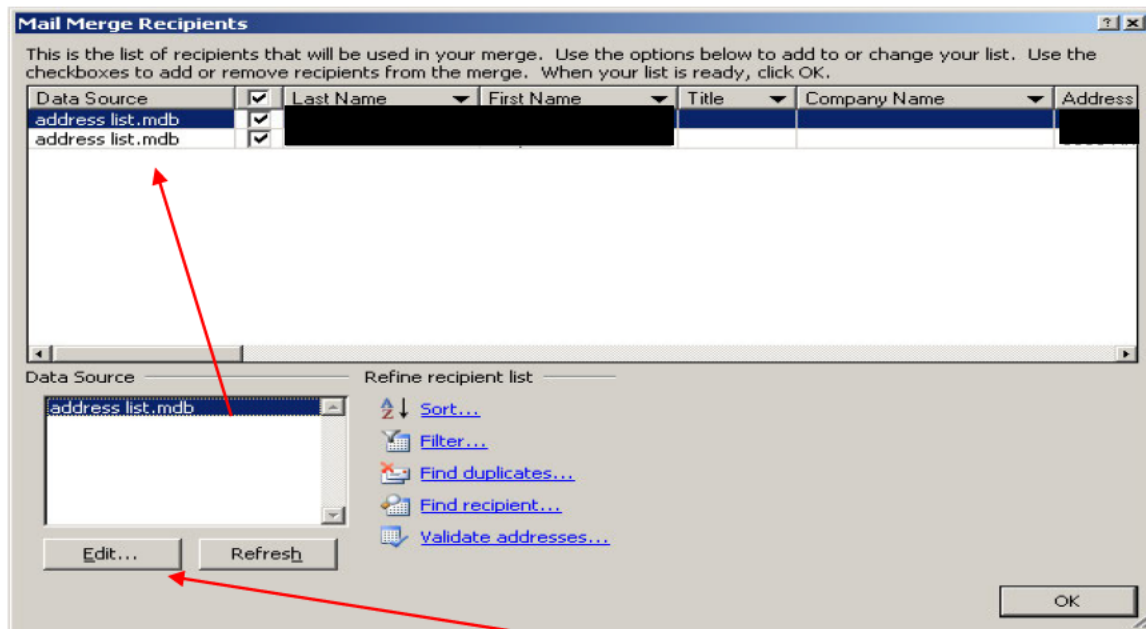 Mail Merge Recipients
This is the list of recipients that will be used in your merge. Use the options below to add to or change your list. Use the
checkboxes to add or remove recipients from the merge. When your list is ready, click OK.
Data Source Last Name First Name Title Company Name Address
address list.mdb
address list.mdb
Data Source Refine recipient list
address list.mdb
Sort...
Filter...
Find duplicates...
Find recipient...
Validate addresses...
Edit... Refresh
OK